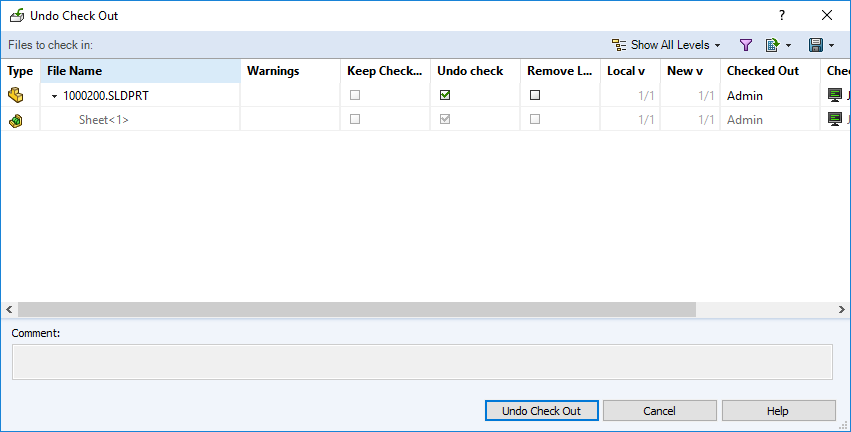 Undo Check Out
?
Files to check in:
Show All Levels
Type File Name Warnings Keep Check... Undo check Remove L... Local v New v Checked Out Chec
1000200.SLDPRT 1/1 1/1 Admin
Sheet<1> 1/1 1/1 Admin
Comment:
Undo Check Out Cancel Help